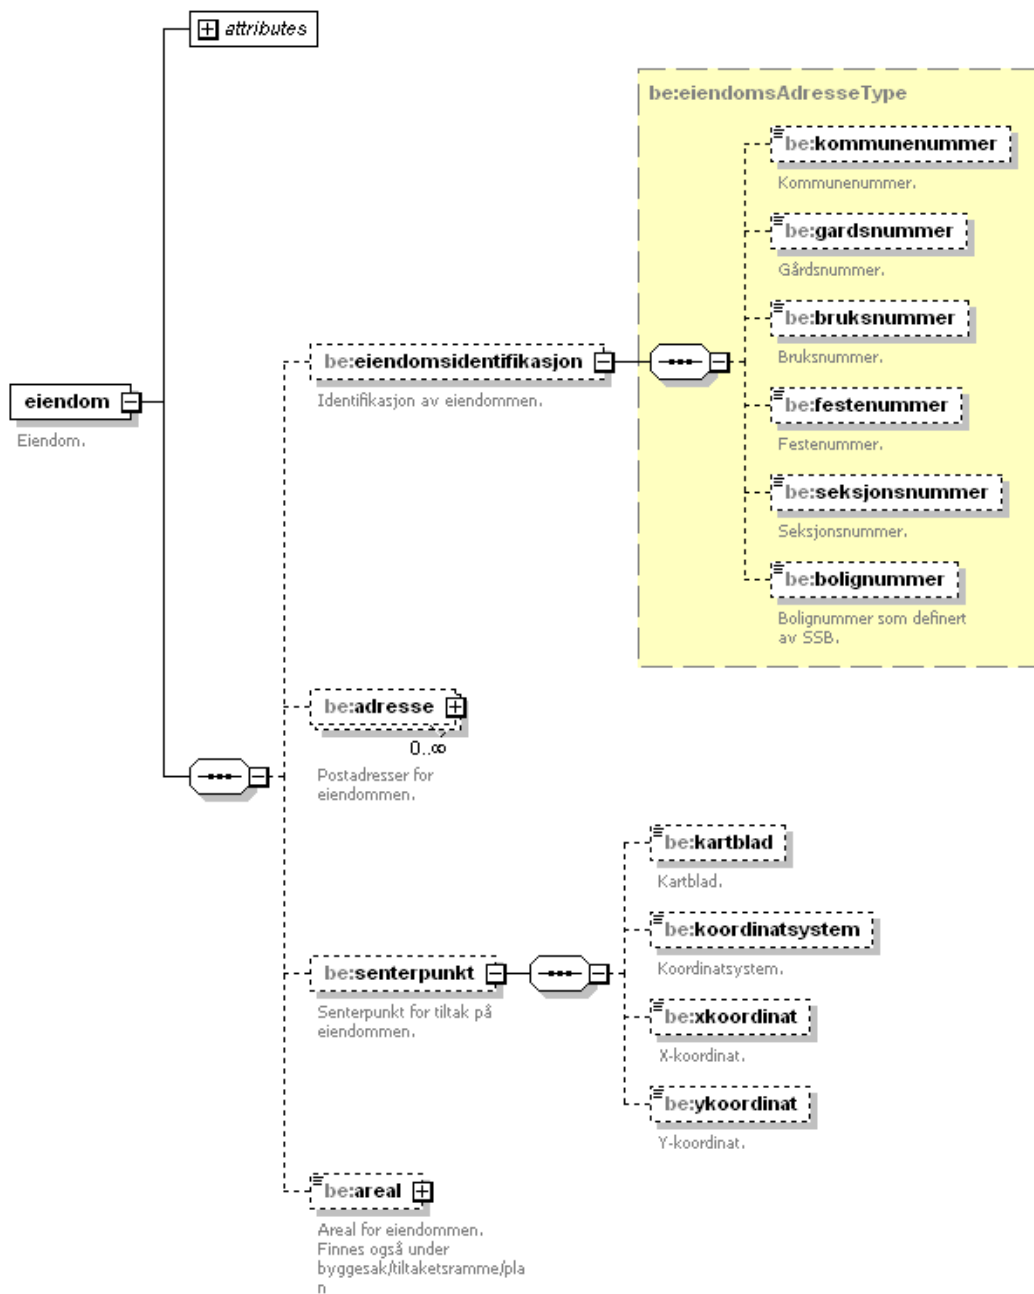 attributes
be:eiendomsAdresseType
be:kommunenummer
Kommunenummer.
be:gardsnummer
Gårdsnummer.
be:bruksnummer
Bruksnummer.
be:eiendomsidentifikasjon
Identifikasjon av eiendommen.
eiendom
Eiendom.
be:festenummer
Festenummer.
be:seksjonsnummer
Seksjonsnummer.
be:bolignummer
Bolignummer som definert
av SSB.
be:adresse
0..∞
Postadresser for
eiendommen.
be:kartblad
Kartblad.
be:koordinatsystem
Koordinatsystem.
be:senterpunkt
Senterpunkt for tiltak på
eiendommen.
be:xkoordinat
X-koordinat.
be:ykoordinat
Y-koordinat.
be:areal
Areal for eiendommen.
Finnes også under
byggesak/tiltaketsramme/pla
n